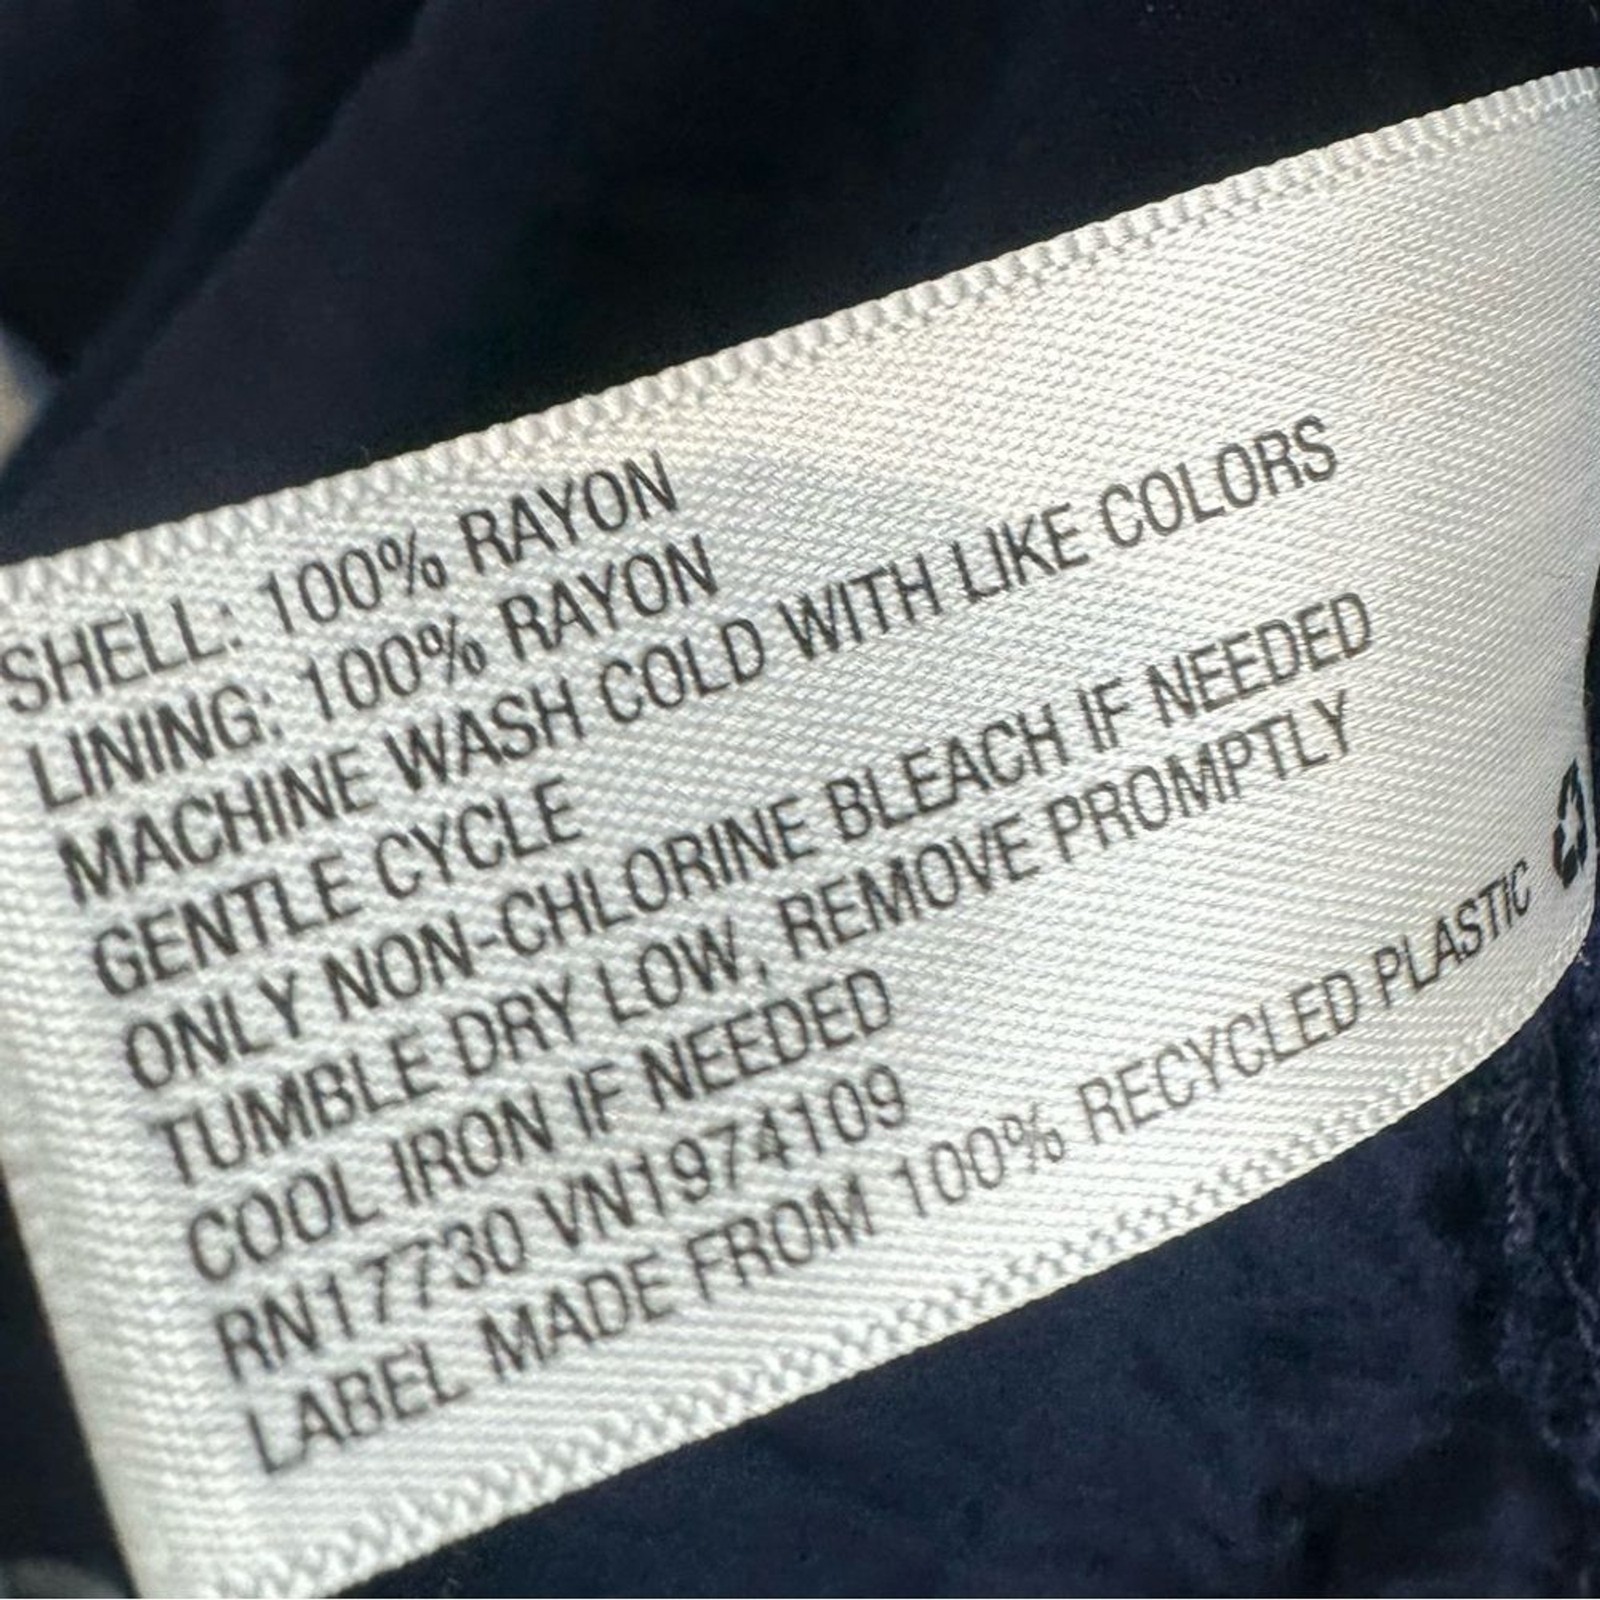 SHELL: 100% RAYON
LINING: 100% RAYON
MACHINE WASH COLD WITH LIKE COLORS
GENTLE CYCLE
ONLY NON-CHLORINE BLEACH IF NEEDED
TUMBLE DRY LOW, REMOVE PROMPTLY
COOL IRON IF NEEDED
RN17730 VN1974109
LABEL MADE FROM 100% RECYCLED PLASTIC